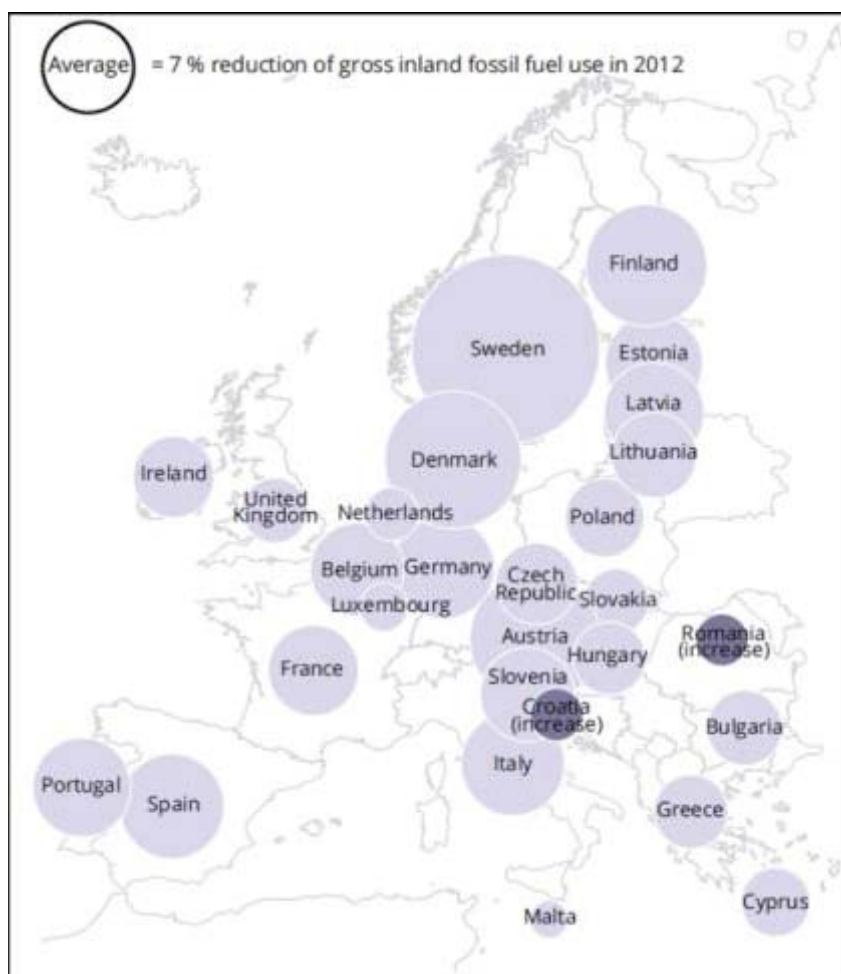 Average = 7 % reduction of gross inland fossil fuel use in 2012
Finland
Sweden
Estonia
Latvia
Lithuania
Denmark
Ireland
United
Kingdom
Netherlands
Poland
Belgium
Germany
Czech
Republic
Luxembourg
Slovakia
Austria
Romania
(increase)
Hungary
France
Slovenia
Croatia
(increase)
Bulgaria
Italy
Portugal
Spain
Greece
Cyprus
Malta